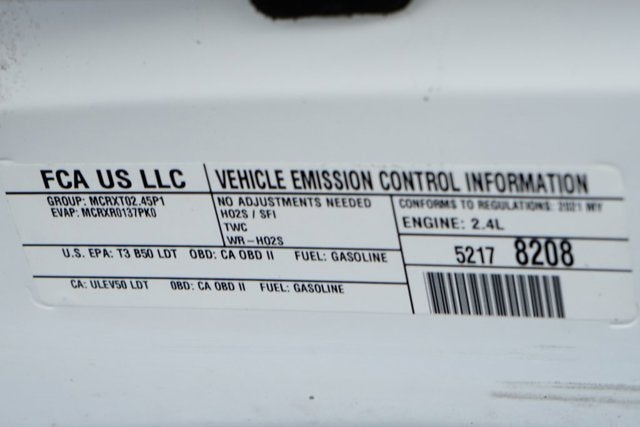 FCA US LLC
VEHICLE EMISSION CONTROL INFORMATION
GROUP: MCRXT02.45P1
EVAP: MCRXR0137PK0
NO ADJUSTMENTS NEEDED
HO2S / SFI
TWC
WR-HO2S
CONFORMS TO REGULATIONS: 2021 MY
ENGINE: 2.4L
U.S. EPA: T3 B50 LDT OBD: CA OBD II FUEL: GASOLINE
5217 8208
CA: ULEV50 LDT OBD: CA OBD II FUEL: GASOLINE